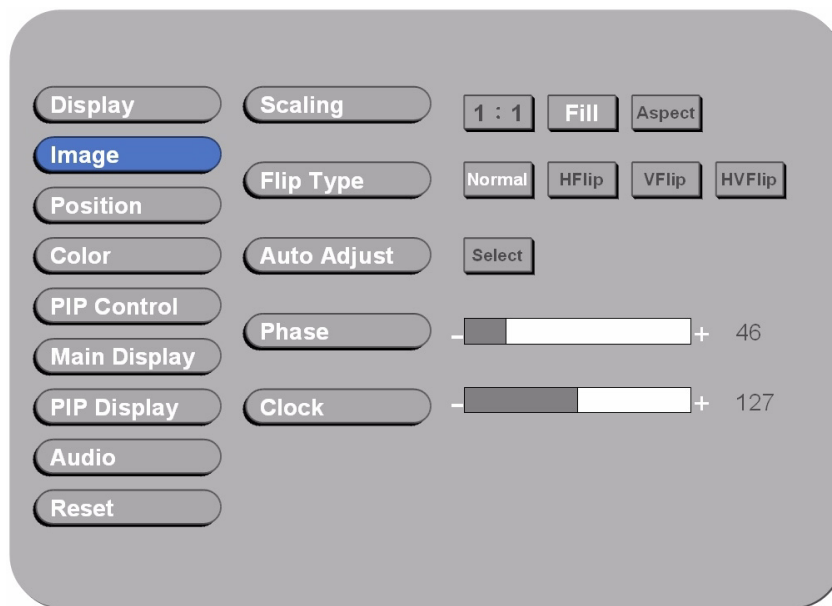 Display
Image
Position
Color
PIP Control
Main Display
PIP Display
Audio
Reset
Scaling 1 : 1 Fill Aspect
Flip Type Normal HFlip VFlip HVFlip
Auto Adjust Select
Phase - + 46
Clock - + 127